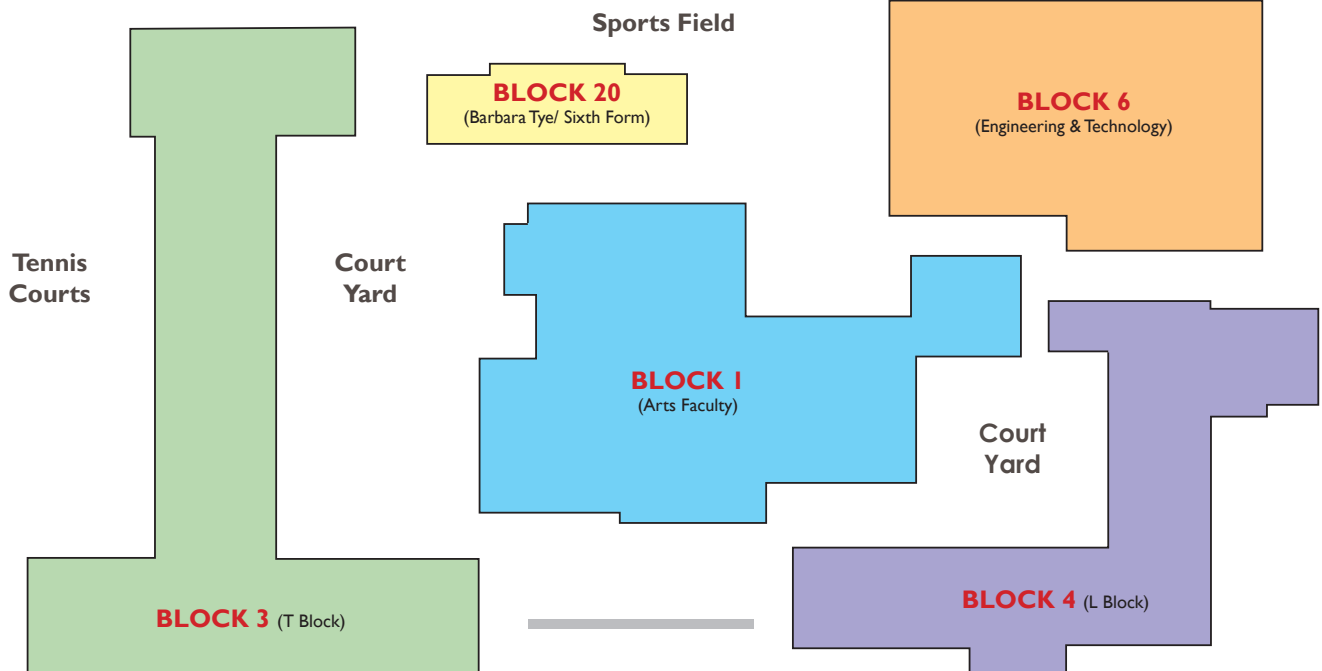 Sports Field
BLOCK 20
(Barbara Tye/ Sixth Form)
BLOCK 6
(Engineering & Technology)
Tennis
Courts
Court
Yard
BLOCK 1
(Arts Faculty)
Court
Yard
BLOCK 3 (T Block)
BLOCK 4 (L Block)